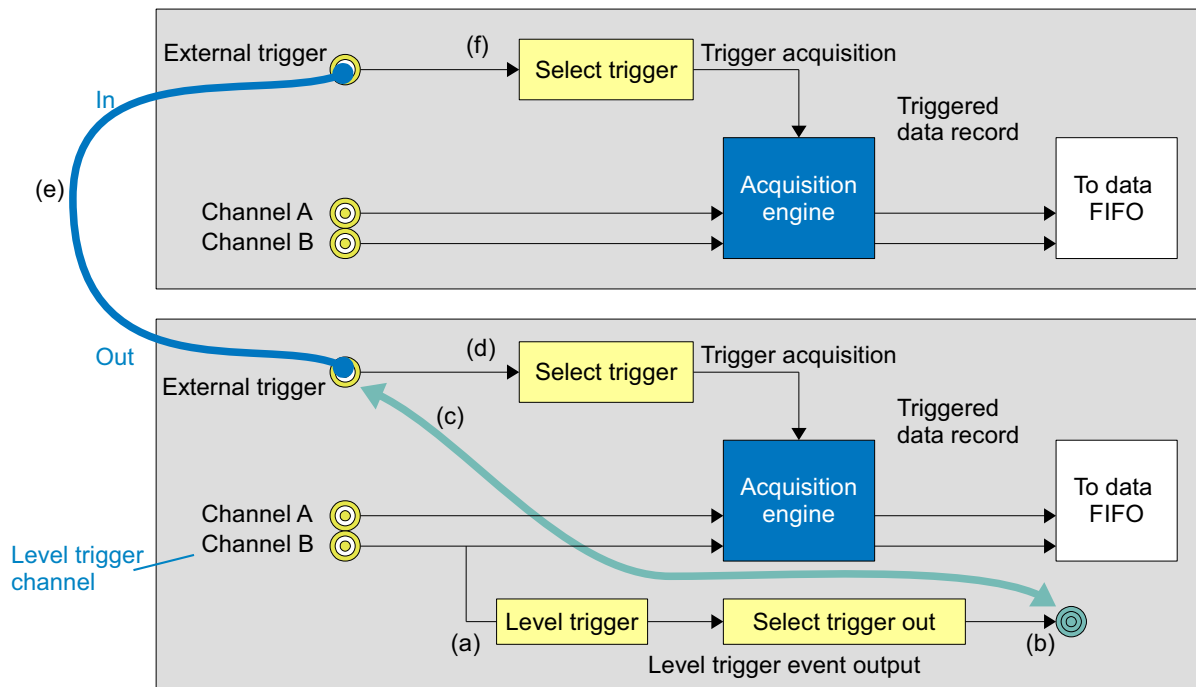 External trigger
(f)
Select trigger
Trigger acquisition
In
Triggered
data record
(e)
Acquisition
engine
To data
FIFO
Channel A
Channel B
Out
External trigger
(d)
Select trigger
Trigger acquisition
(c)
Triggered
data record
Acquisition
engine
To data
FIFO
Channel A
Channel B
Level trigger
channel
(a)
Level trigger
Select trigger out
(b)
Level trigger event output